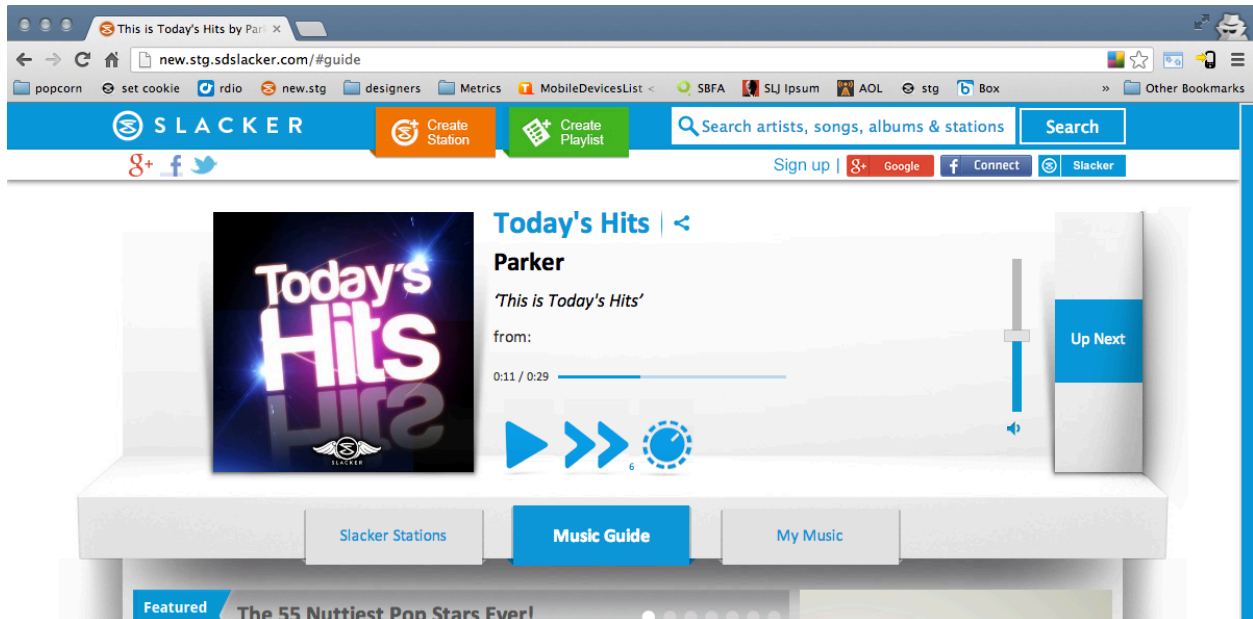 This is Today's Hits by Par
new.stg.sdslacker.com/#guide
popcorn set cookie rdio new.stg designers Metrics MobileDevicesList < SBFA SLJ Ipsum AOL stg Box » Other Bookmarks
SLACKER
Create
Station
Create
Playlist
Search artists, songs, albums & stations
Search
g+ f
Sign up | g+ Google f Connect Slacker
Today's
Hits
SLACKER
Today's Hits
Parker
'This is Today's Hits'
from:
0:11 / 0:29
6
Up Next
Slacker Stations
Music Guide
My Music
Featured
The 55 Nuttiest Pop Stars Ever!